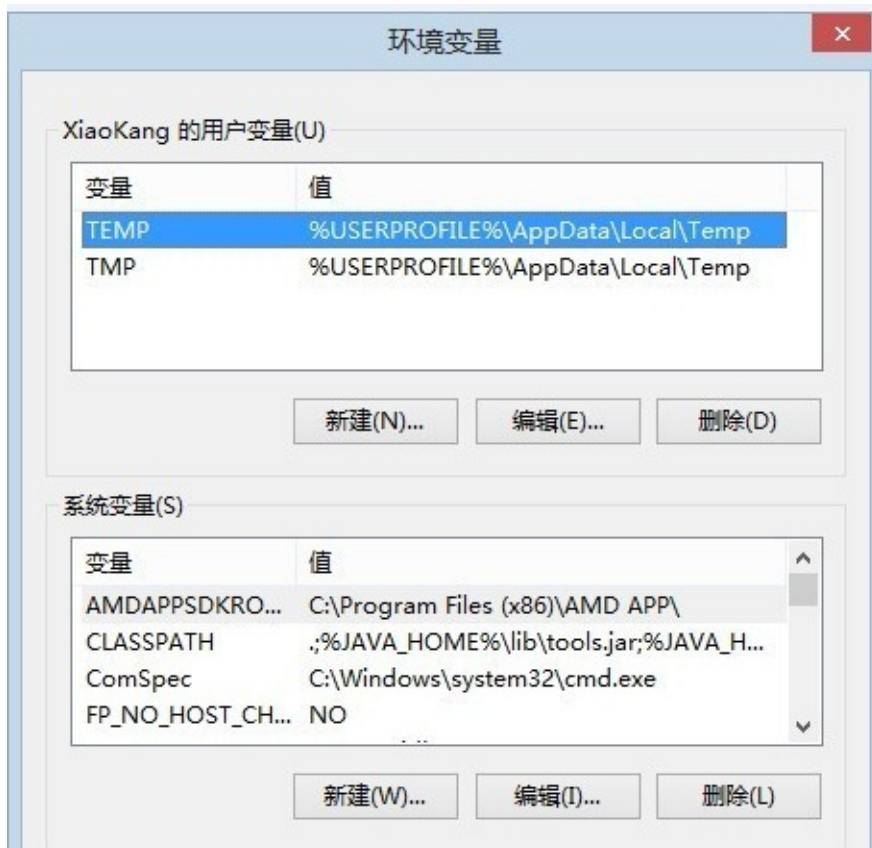 环境变量
XiaoKang 的用户变量(U)
变量 值
TEMP %USERPROFILE%\AppData\Local\Temp
TMP %USERPROFILE%\AppData\Local\Temp
新建(N)... 编辑(E)... 删除(D)
系统变量(S)
变量 值
AMDAPPSDKRO... C:\Program Files (x86)\AMD APP\
CLASSPATH .;%JAVA_HOME%\lib\tools.jar;%JAVA_H...
ComSpec C:\Windows\system32\cmd.exe
FP_NO_HOST_CH... NO
新建(W)... 编辑(I)... 删除(L)